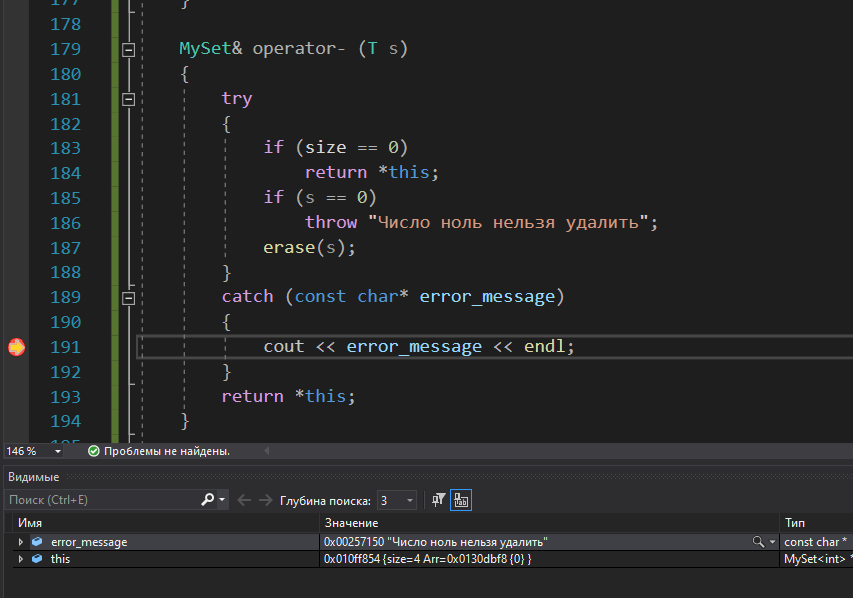 177 }
178
179 MySet& operator- (T s)
180 {
181 try
182 {
183 if (size == 0)
184 return *this;
185 if (s == 0)
186 throw "Число ноль нельзя удалить";
187 erase(s);
188 }
189 catch (const char* error_message)
190 {
191 cout << error_message << endl;
192 }
193 return *this;
194 }
195
146 % Проблемы не найдены.
Видимые
Поиск (Ctrl+E) Глубина поиска: 3
Имя Значение Тип
error_message 0x00257150 "Число ноль нельзя удалить" const char *
this 0x010ff854 {size=4 Arr=0x0130dbf8 {0} } MySet<int> *